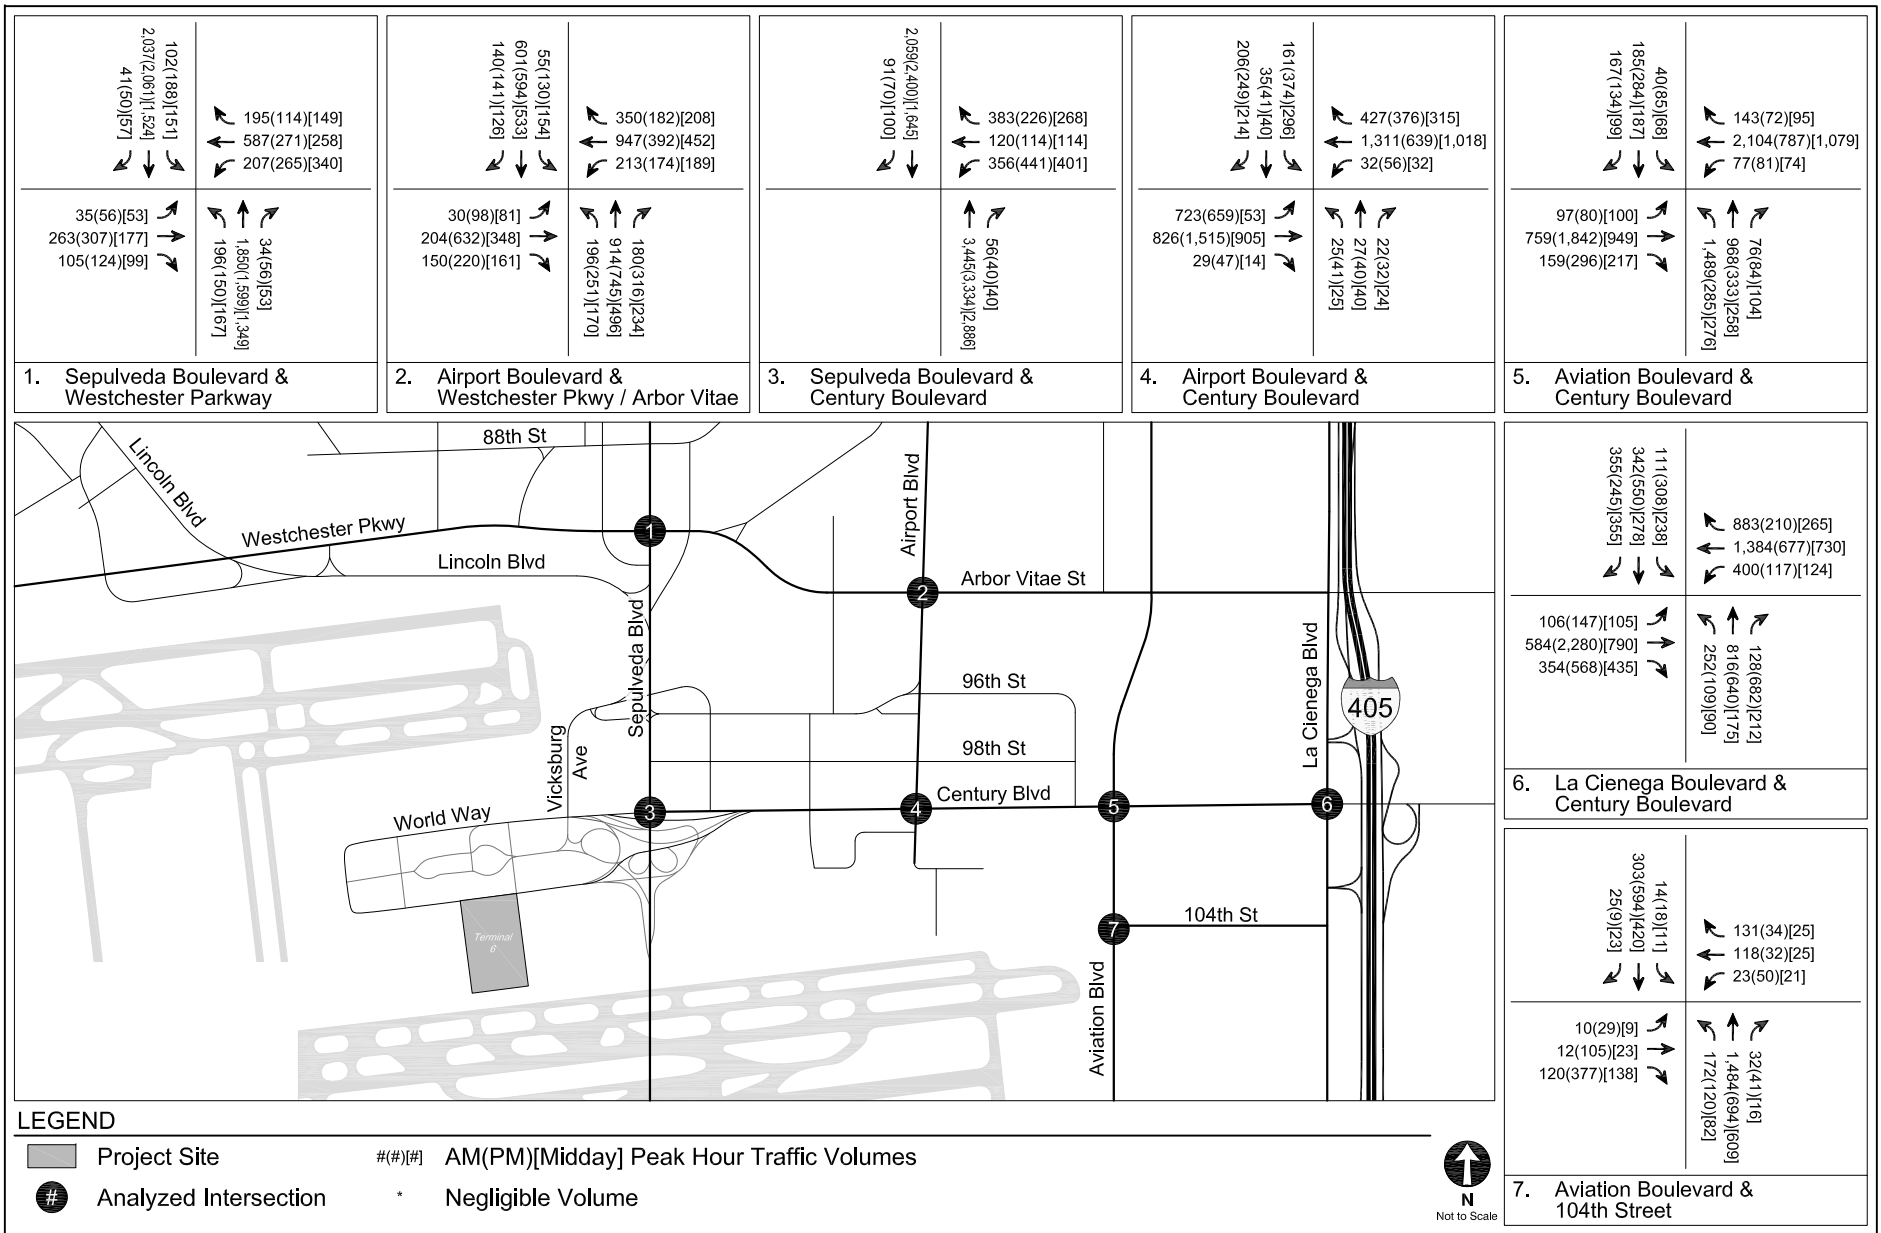 102(188)[151]
2,037(2,061)[1,524]
41(50)[57]
195(114)[149]
587(271)[258]
207(265)[340]
35(56)[53]
263(307)[177]
105(124)[99]
196(150)[167]
1,850(1,599)[1,349]
34(56)[53]
1. Sepulveda Boulevard &
Westchester Parkway
55(130)[154]
601(594)[533]
140(141)[126]
350(182)[208]
947(392)[452]
213(174)[189]
30(98)[81]
204(632)[348]
150(220)[161]
196(251)[170]
914(745)[496]
180(316)[234]
2. Airport Boulevard &
Westchester Pkwy / Arbor Vitae
2,059(2,400)[1,645]
91(70)[100]
383(226)[268]
120(114)[114]
356(441)[401]
3,445(3,334)[2,886]
56(40)[40]
3. Sepulveda Boulevard &
Century Boulevard
161(374)[296]
35(41)[40]
206(249)[214]
427(376)[315]
1,311(639)[1,018]
32(56)[32]
723(659)[53]
826(1,515)[905]
29(47)[14]
25(41)[25]
27(40)[40]
22(32)[24]
4. Airport Boulevard &
Century Boulevard
40(85)[68]
185(284)[187]
167(134)[99]
143(72)[95]
2,104(787)[1,079]
77(81)[74]
97(80)[100]
759(1,842)[949]
159(296)[217]
1,489(285)[276]
968(333)[258]
76(84)[104]
5. Aviation Boulevard &
Century Boulevard
111(308)[238]
342(550)[278]
355(245)[355]
883(210)[265]
1,384(677)[730]
400(117)[124]
106(147)[105]
584(2,280)[790]
354(568)[435]
252(109)[90]
816(640)[175]
128(682)[212]
6. La Cienega Boulevard &
Century Boulevard
14(18)[11]
303(594)[420]
25(9)[23]
131(34)[25]
118(32)[25]
23(50)[21]
10(29)[9]
12(105)[23]
120(377)[138]
172(120)[82]
1,484(694)[609]
32(41)[16]
7. Aviation Boulevard &
104th Street
88th St
Lincoln Blvd
Westchester Pkwy
Lincoln Blvd
1
Airport Blvd
Arbor Vitae St
2
Sepulveda Blvd
La Cienega Blvd
96th St
405
98th St
Vicksburg
Ave
Century Blvd
World Way
3
4
5
6
104th St
7
Terminal
6
Aviation Blvd
LEGEND
Project Site
#(#)[#] AM(PM)[Midday] Peak Hour Traffic Volumes
# Analyzed Intersection
* Negligible Volume
N
Not to Scale